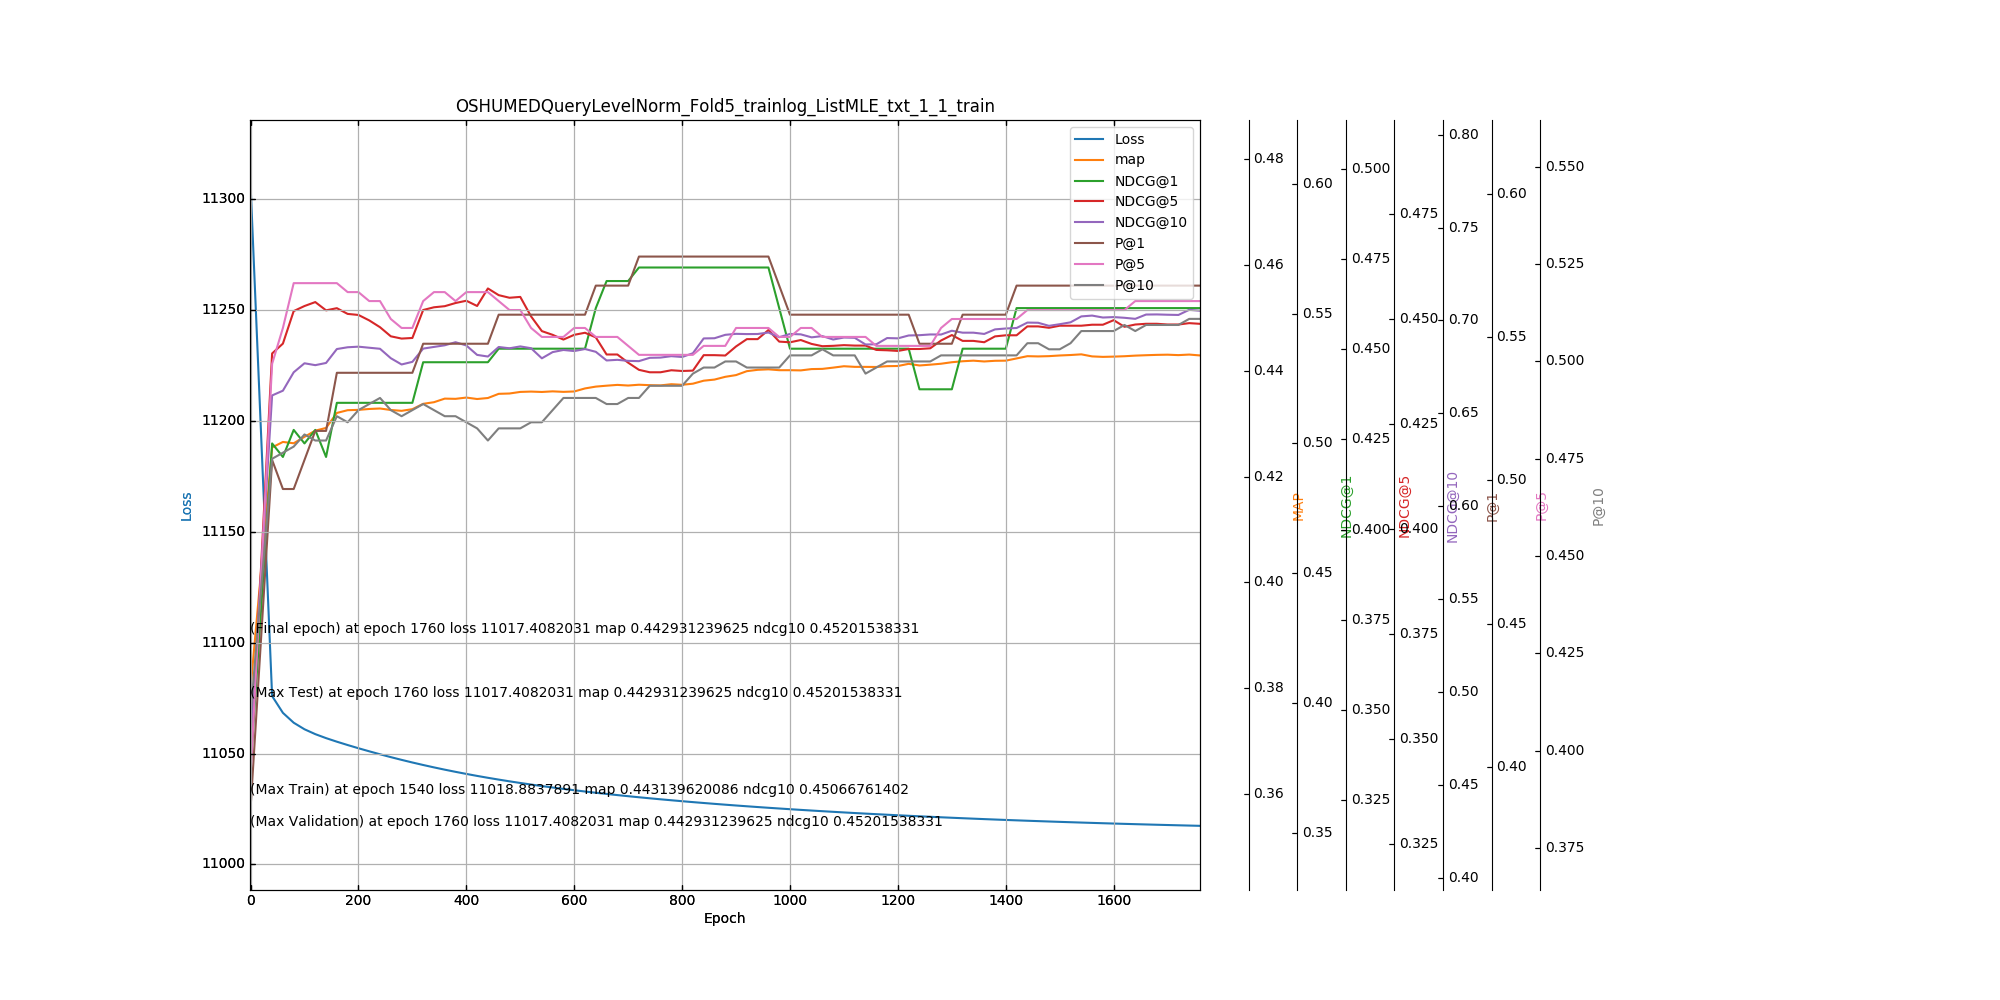 OSHUMEDQueryLevelNorm_Fold5_trainlog_ListMLE_txt_1_1_train
Loss
map
NDCG@1
NDCG@5
NDCG@10
P@1
P@5
P@10
11300
11250
11200
11150
11100
11050
11000
Loss
(Final epoch) at epoch 1760 loss 11017.4082031 map 0.442931239625 ndcg10 0.45201538331
(Max Test) at epoch 1760 loss 11017.4082031 map 0.442931239625 ndcg10 0.45201538331
(Max Train) at epoch 1540 loss 11018.8837891 map 0.443139620086 ndcg10 0.45066761402
(Max Validation) at epoch 1760 loss 11017.4082031 map 0.442931239625 ndcg10 0.45201538331
0 200 400 600 800 1000 1200 1400 1600
Epoch
0.48
0.46
0.44
0.42
0.40
0.38
0.36
MAP
0.60
0.55
0.50
0.45
0.40
0.35
NDCG@1
0.500
0.475
0.450
0.425
0.400
0.375
0.350
0.325
NDCG@5
0.475
0.450
0.425
0.400
0.375
0.350
0.325
NDCG@10
0.80
0.75
0.70
0.65
0.60
0.55
0.50
0.45
0.40
P@1
0.60
0.55
0.50
0.45
0.40
P@5
0.550
0.525
0.500
0.475
0.450
0.425
0.400
0.375
P@10